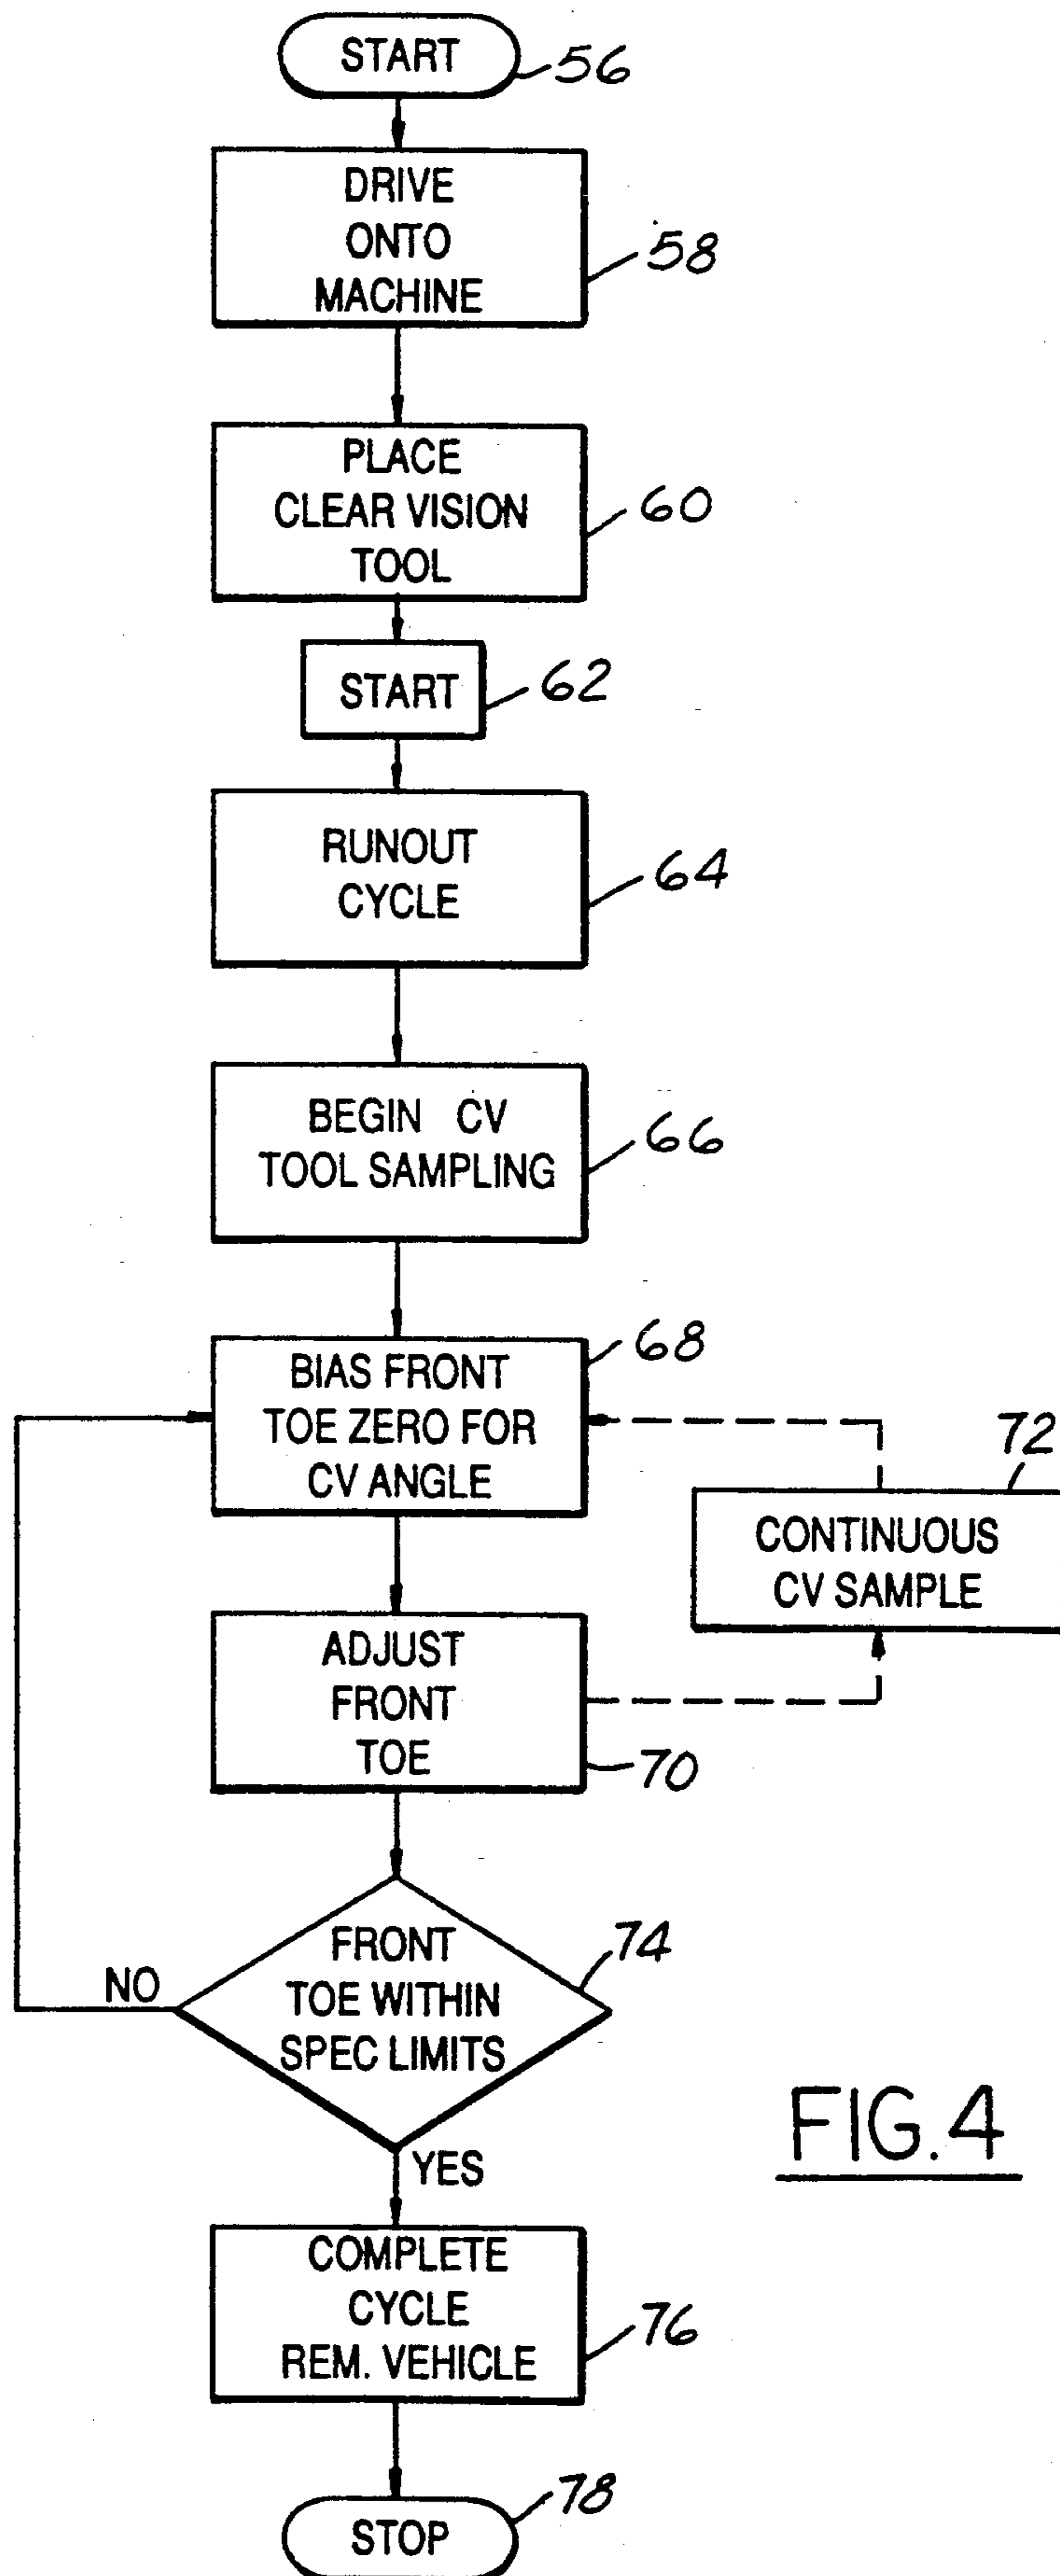 START
56
DRIVE
ONTO
MACHINE
58
PLACE
CLEAR VISION
TOOL
60
START
62
RUNOUT
CYCLE
64
BEGIN CV
TOOL SAMPLING
66
BIAS FRONT
TOE ZERO FOR
CV ANGLE
68
72
CONTINUOUS
CV SAMPLE
ADJUST
FRONT
TOE
70
FRONT
TOE WITHIN
SPEC LIMITS
74
NO
YES
FIG.4
COMPLETE
CYCLE
REM. VEHICLE
76
STOP
78